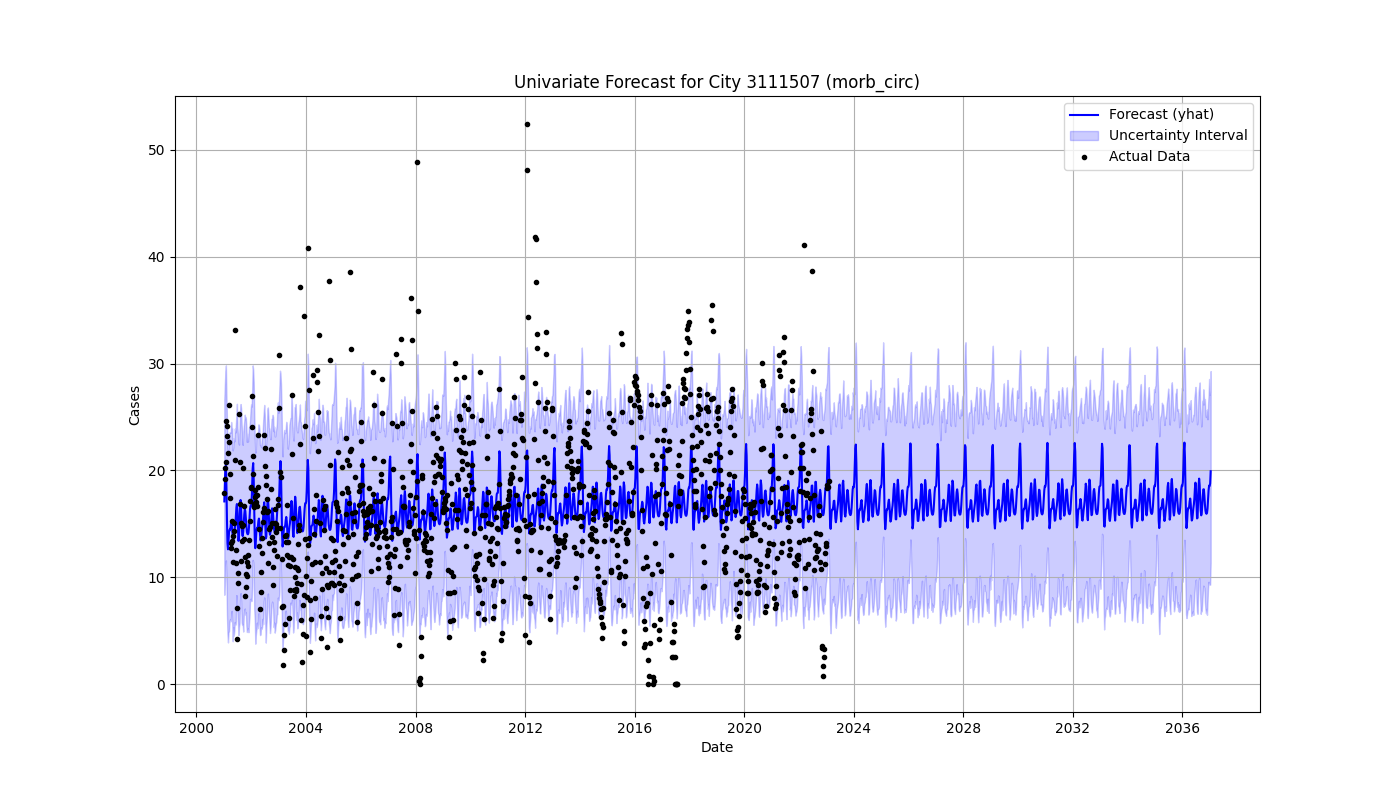 Univariate Forecast for City 3111507 (morb_circ)
Forecast (yhat)
Uncertainty Interval
Actual Data
Cases
50
40
30
20
10
0
2000 2004 2008 2012 2016 2020 2024 2028 2032 2036
Date